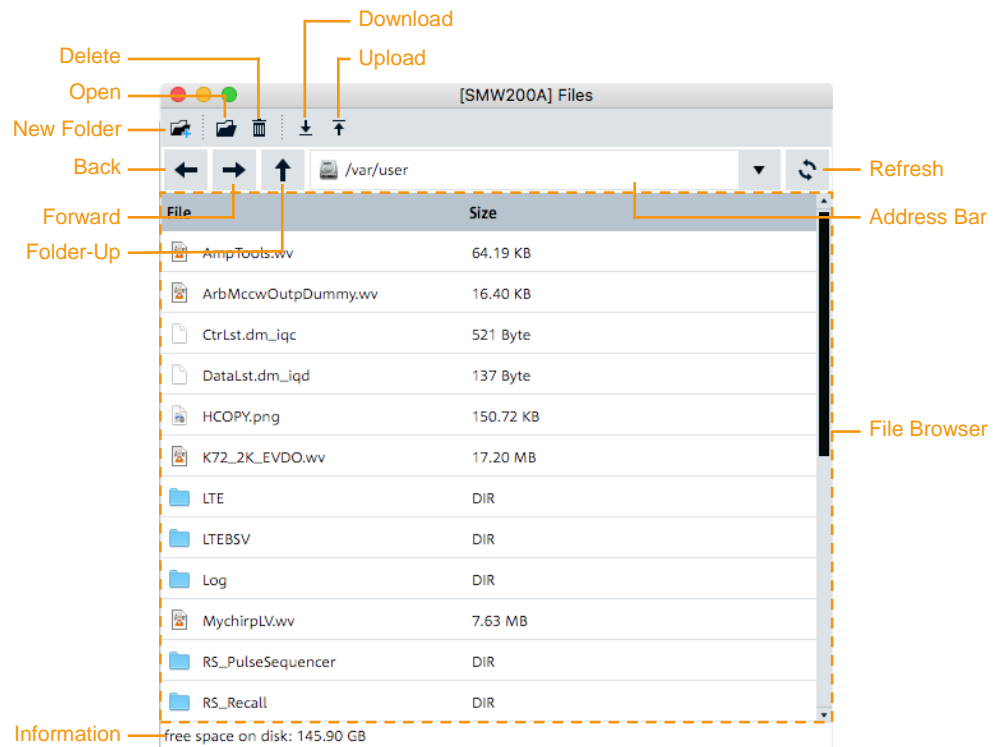 Download
Delete
Upload
Open
[SMW200A] Files
New Folder
Back
/var/user
Refresh
Forward
File
Size
Address Bar
Folder-Up
AmpTools.wv
64.19 KB
ArbMccwOutpDummy.wv
16.40 KB
CtrLst.dm_iqc
521 Byte
DataLst.dm_iqd
137 Byte
HCOPY.png
150.72 KB
File Browser
K72_2K_EVDO.wv
17.20 MB
LTE
DIR
LTEBSV
DIR
Log
DIR
MychirpLV.wv
7.63 MB
RS_PulseSequencer
DIR
RS_Recall
DIR
Information
free space on disk: 145.90 GB